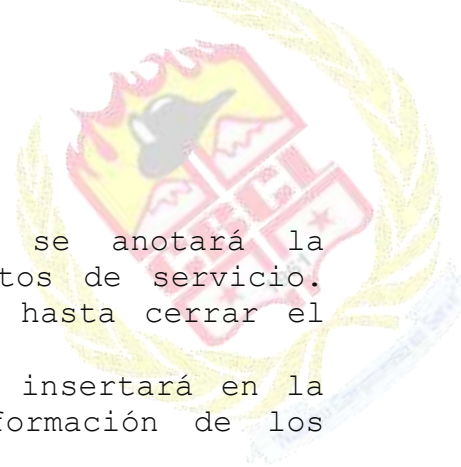 se anotará la
tos de servicio.
hasta cerrar el
insertará en la
formación de los